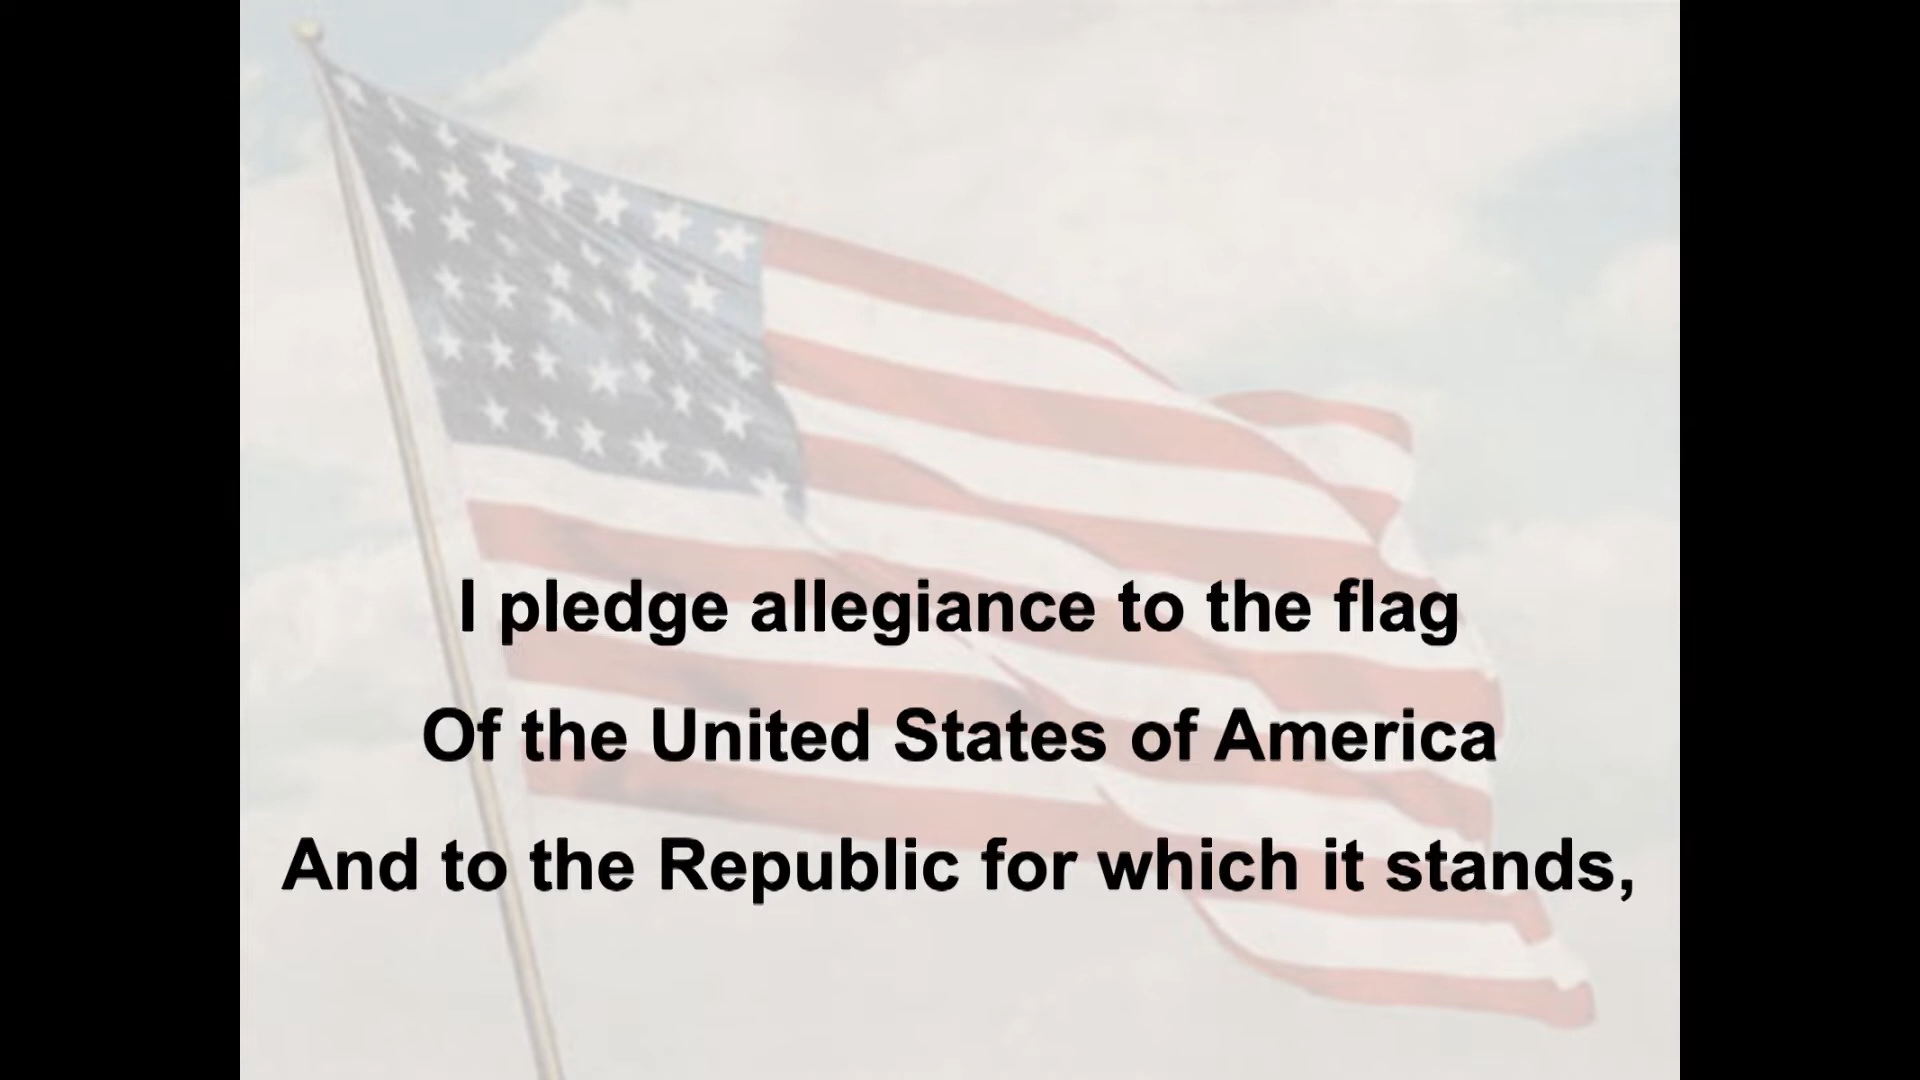 I pledge allegiance to the flag
Of the United States of America
And to the Republic for which it stands,